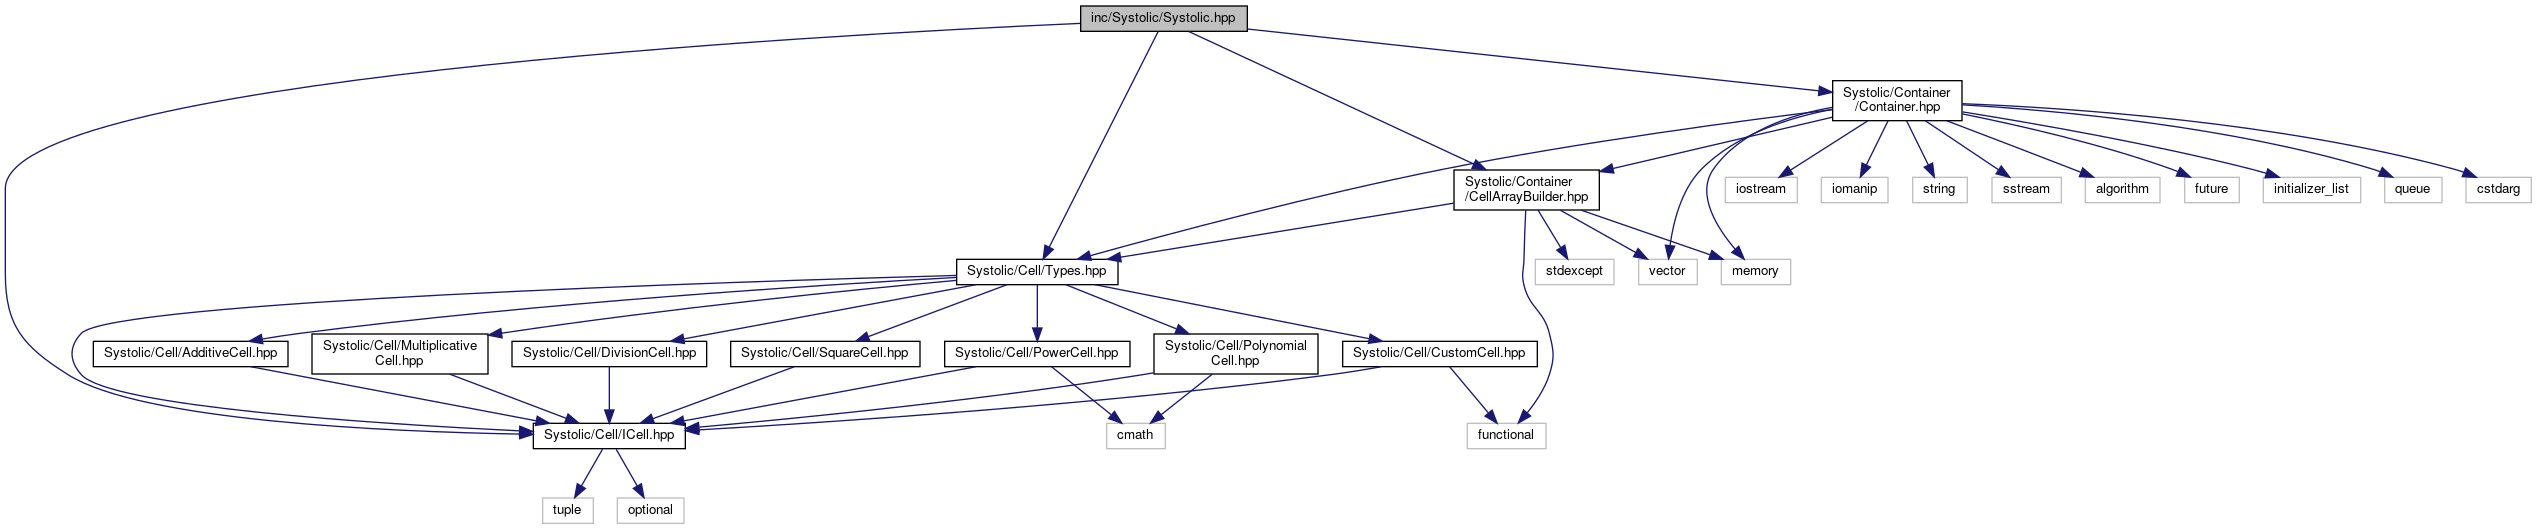 inc/Systolic/Systolic.hpp
Systolic/Container
/Container.hpp
Systolic/Container
/CellArrayBuilder.hpp
iostream
iomanip
string
sstream
algorithm
future
initializer_list
queue
cstdarg
Systolic/Cell/Types.hpp
stdexcept
vector
memory
Systolic/Cell/AdditiveCell.hpp
Systolic/Cell/Multiplicative
Cell.hpp
Systolic/Cell/DivisionCell.hpp
Systolic/Cell/SquareCell.hpp
Systolic/Cell/PowerCell.hpp
Systolic/Cell/Polynomial
Cell.hpp
Systolic/Cell/CustomCell.hpp
Systolic/Cell/ICell.hpp
cmath
functional
tuple
optional